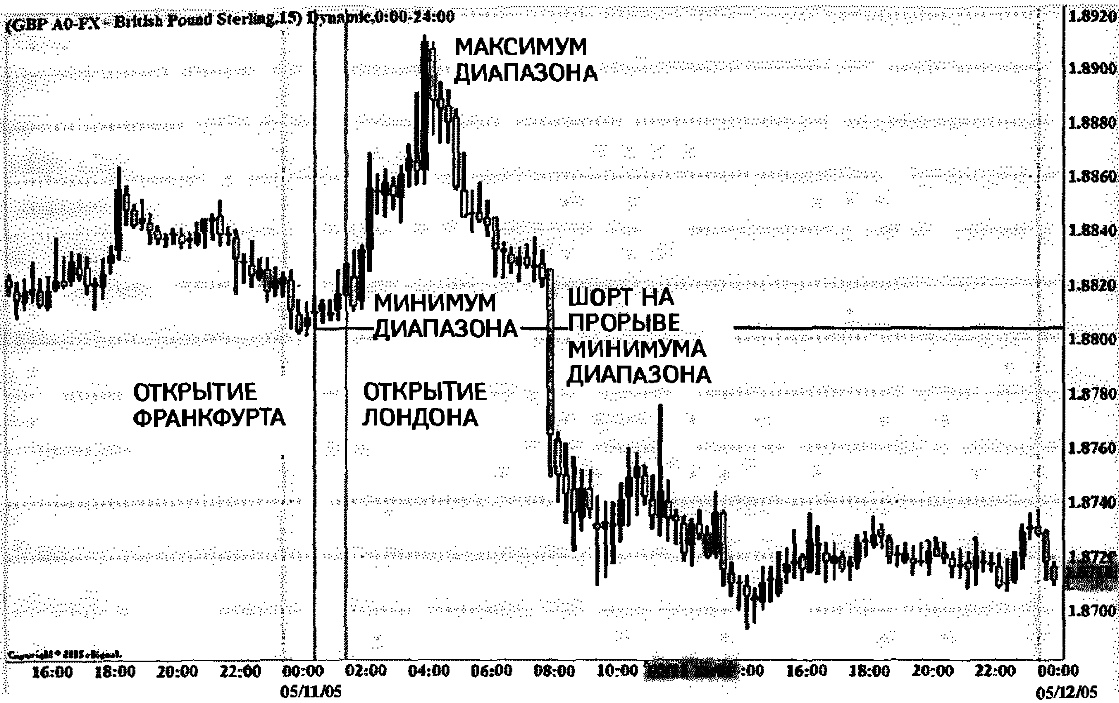 (GBP A0-FX - British Pound Sterling,15) Dynamic,0:00-24:00
МАКСИМУМ
ДИАПАЗОНА
МИНИМУМ
ДИАПАЗОНА
ШОРТ НА
ПРОРЫВЕ
МИНИМУМА
ДИАПАЗОНА
ОТКРЫТИЕ
ФРАНКФУРТА
ОТКРЫТИЕ
ЛОНДОНА
1.8920
1.8900
1.8880
1.8860
1.8840
1.8820
1.8800
1.8780
1.8760
1.8740
1.8720
1.8700
Copyright © 2005 eSignal.
16:00 18:00 20:00 22:00 00:00 02:00 04:00 06:00 08:00 10:00 :00 16:00 18:00 20:00 22:00 00:00
05/11/05 05/12/05